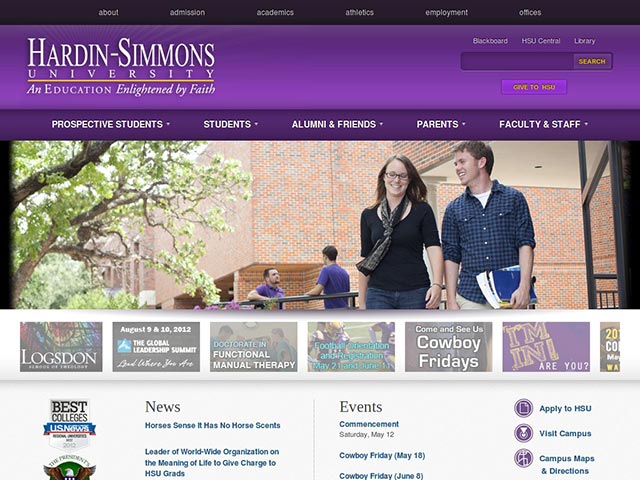 about admission academics athletics employment offices
HARDIN-SIMMONS
UNIVERSITY
An EDUCATION Enlightened by Faith
Blackboard HSU Central Library
SEARCH
GIVE TO HSU
PROSPECTIVE STUDENTS STUDENTS ALUMNI & FRIENDS PARENTS FACULTY & STAFF
LOGSDON
SCHOOL OF THEOLOGY
August 9 & 10, 2012
THE GLOBAL
LEADERSHIP SUMMIT
Lead Where You Are
DOCTORATE IN
FUNCTIONAL
MANUAL THERAPY
Football Orientation
and Registration
May 21 and June 11
Come and See Us
Cowboy
Fridays
I'M
IN!
ARE YOU?
BEST
COLLEGES
U.S.News
REGIONAL UNIVERSITIES
2012
THE PRESIDENT'S
News
Horses Sense It Has No Horse Scents
Leader of World-Wide Organization on
the Meaning of Life to Give Charge to
HSU Grads
Events
Commencement
Saturday, May 12
Cowboy Friday (May 18)
Cowboy Friday (June 8)
Apply to HSU
Visit Campus
Campus Maps
& Directions